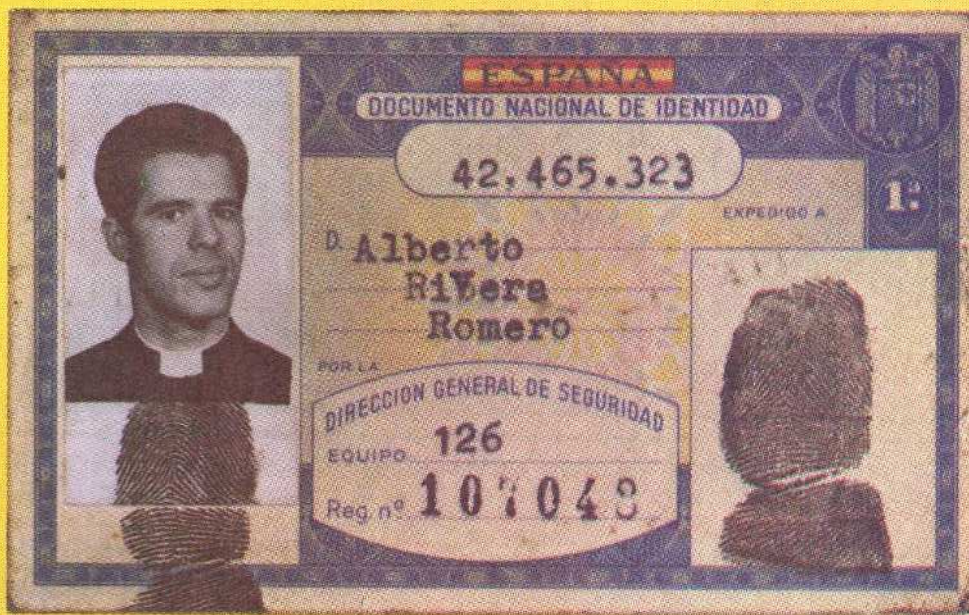 ESPAÑA
DOCUMENTO NACIONAL DE IDENTIDAD
42.465.323
1ª
EXPEDIDO A
D. Alberto
Rivera
Romero
POR LA
DIRECCION GENERAL DE SEGURIDAD
EQUIPO 126
Reg. nº 107048